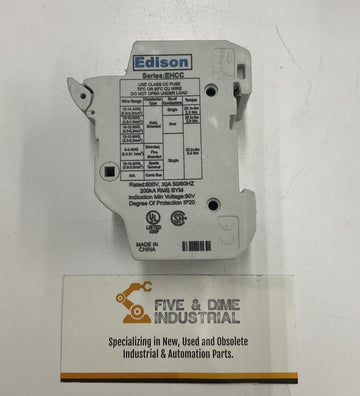 Edison
Series:EHCC
USE CLASS CC FUSE
75°C OR 90°C CU WIRE
DO NOT OPEN UNDER LOAD
Wire Range
Conductor Type
No.of Conductors
Torque
Solid, Stranded
Dual
Single
Stranded, Fine Stranded
Single
Single
N/A
Comb Bus
Rated:600V, 30A 50/60HZ
200kA RMS SYM
Indication Min Voltage:90V
Degree Of Protection IP20
UL
LISTED
MADE IN
CHINA
FIVE & DIME
INDUSTRIAL
Specializing in New, Used and Obsolete
Industrial & Automation Parts.